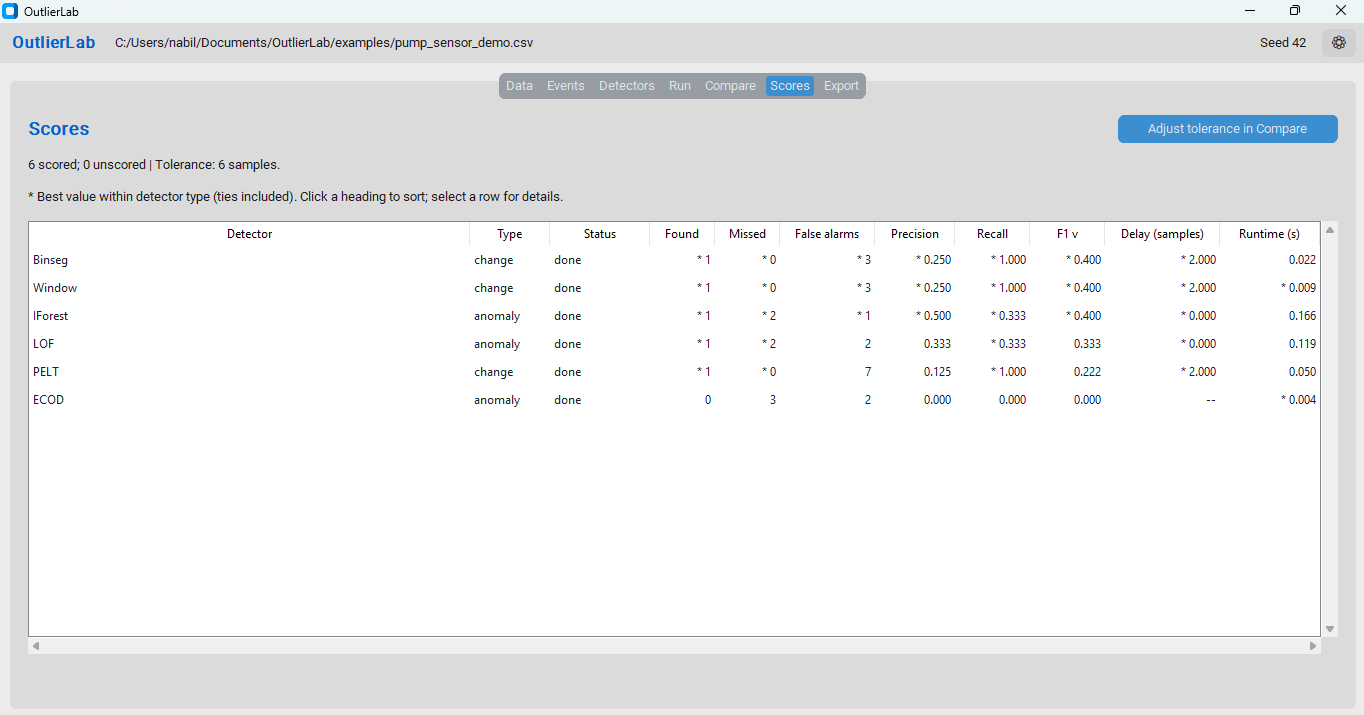 OutlierLab
OutlierLab C:/Users/nabil/Documents/OutlierLab/examples/pump_sensor_demo.csv Seed 42
Data Events Detectors Run Compare Scores Export
Scores Adjust tolerance in Compare
6 scored; 0 unscored | Tolerance: 6 samples.
* Best value within detector type (ties included). Click a heading to sort; select a row for details.
Detector Type Status Found Missed False alarms Precision Recall F1 v Delay (samples) Runtime (s)
Binseg change done * 1 * 0 * 3 * 0.250 * 1.000 * 0.400 * 2.000 0.022
Window change done * 1 * 0 * 3 * 0.250 * 1.000 * 0.400 * 2.000 * 0.009
IForest anomaly done * 1 * 2 * 1 * 0.500 * 0.333 * 0.400 * 0.000 0.166
LOF anomaly done * 1 * 2 2 0.333 * 0.333 0.333 * 0.000 0.119
PELT change done * 1 * 0 7 0.125 * 1.000 0.222 * 2.000 0.050
ECOD anomaly done 0 3 2 0.000 0.000 0.000 -- * 0.004